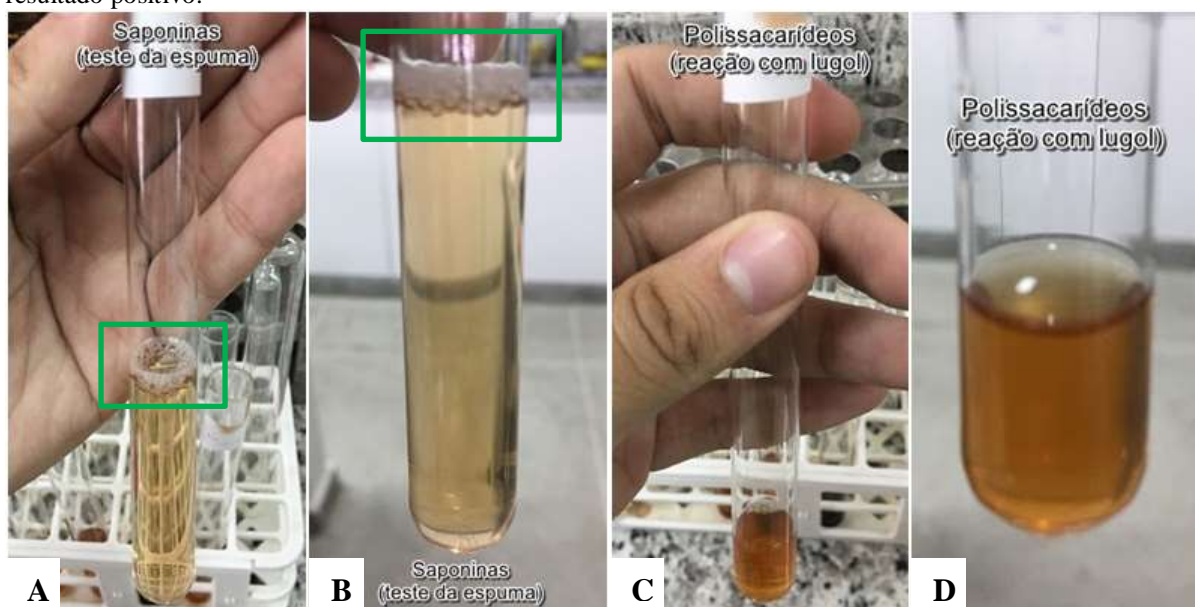 resultado positivo.
Saponinas
(teste da espuma)
Polissacarídeos
(reação com lugol)
Polissacarídeos
(reação com lugol)
Saponinas
(teste da espuma)
A
B
C
D